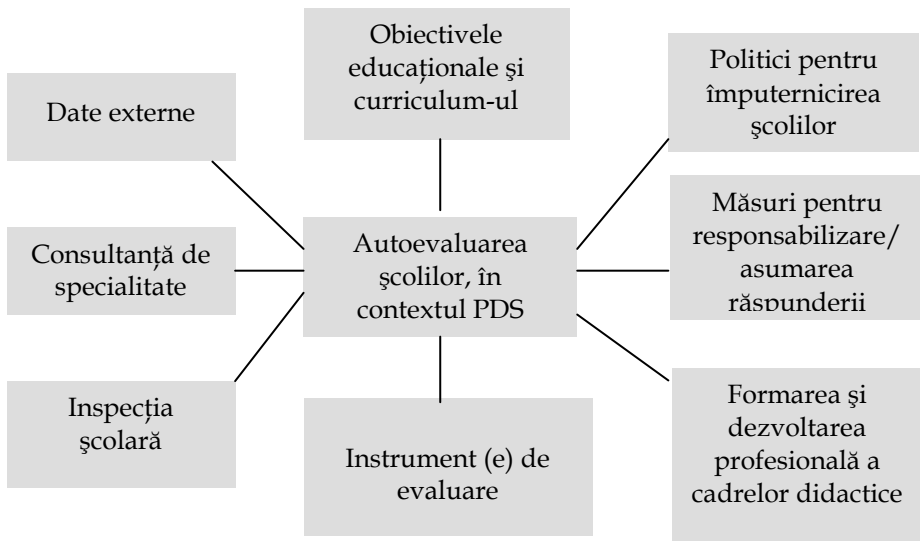 Obiectivele
educaţionale şi
curriculum-ul
Politici pentru
împuternicirea
şcolilor
Date externe
Măsuri pentru
responsabilizare/
asumarea
răspunderii
Autoevaluarea
şcolilor, în
contextul PDS
Consultanţă de
specialitate
Inspecţia
şcolară
Instrument (e) de
evaluare
Formarea şi
dezvoltarea
profesională a
cadrelor didactice